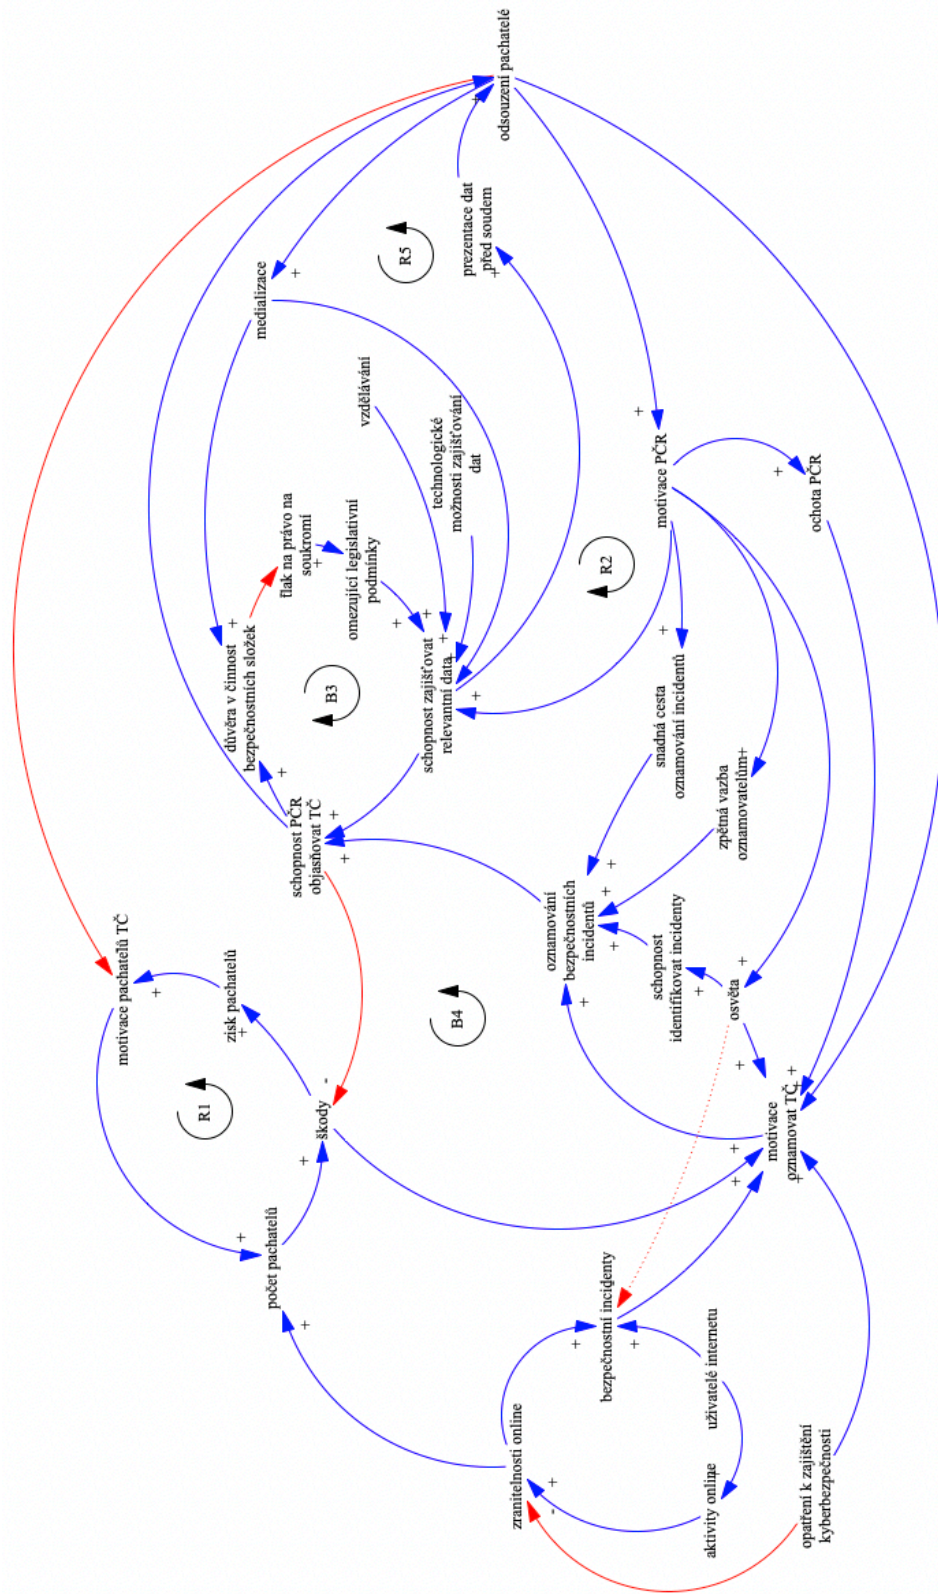 motivace pachatelů TČ
R1
zisk pachatelů
důvěra v činnost
bezpečnostních složek
medializace
počet pachatelů
škody
schopnost PČR
objasňovat TČ
tlak na právo na
soukromí
B3
omezující legislativní
podmínky
vzdělávání
R5
schopnost zajišťovat
relevantní data
technologické
možnosti zajišťování
dat
B4
prezentace dat
před soudem
odsouzení pachatelé
zranitelnosti online
oznamování
bezpečnostních
incidentů
R2
bezpečnostní incidenty
schopnost
identifikovat incidenty
snadná cesta
oznamování incidentů
motivace PČR
aktivity online
uživatelé internetu
osvěta
zpětná vazba
oznamovatelům
motivace
oznamovat TČ
opatření k zajištění
kyberbezpečnosti
ochota PČR